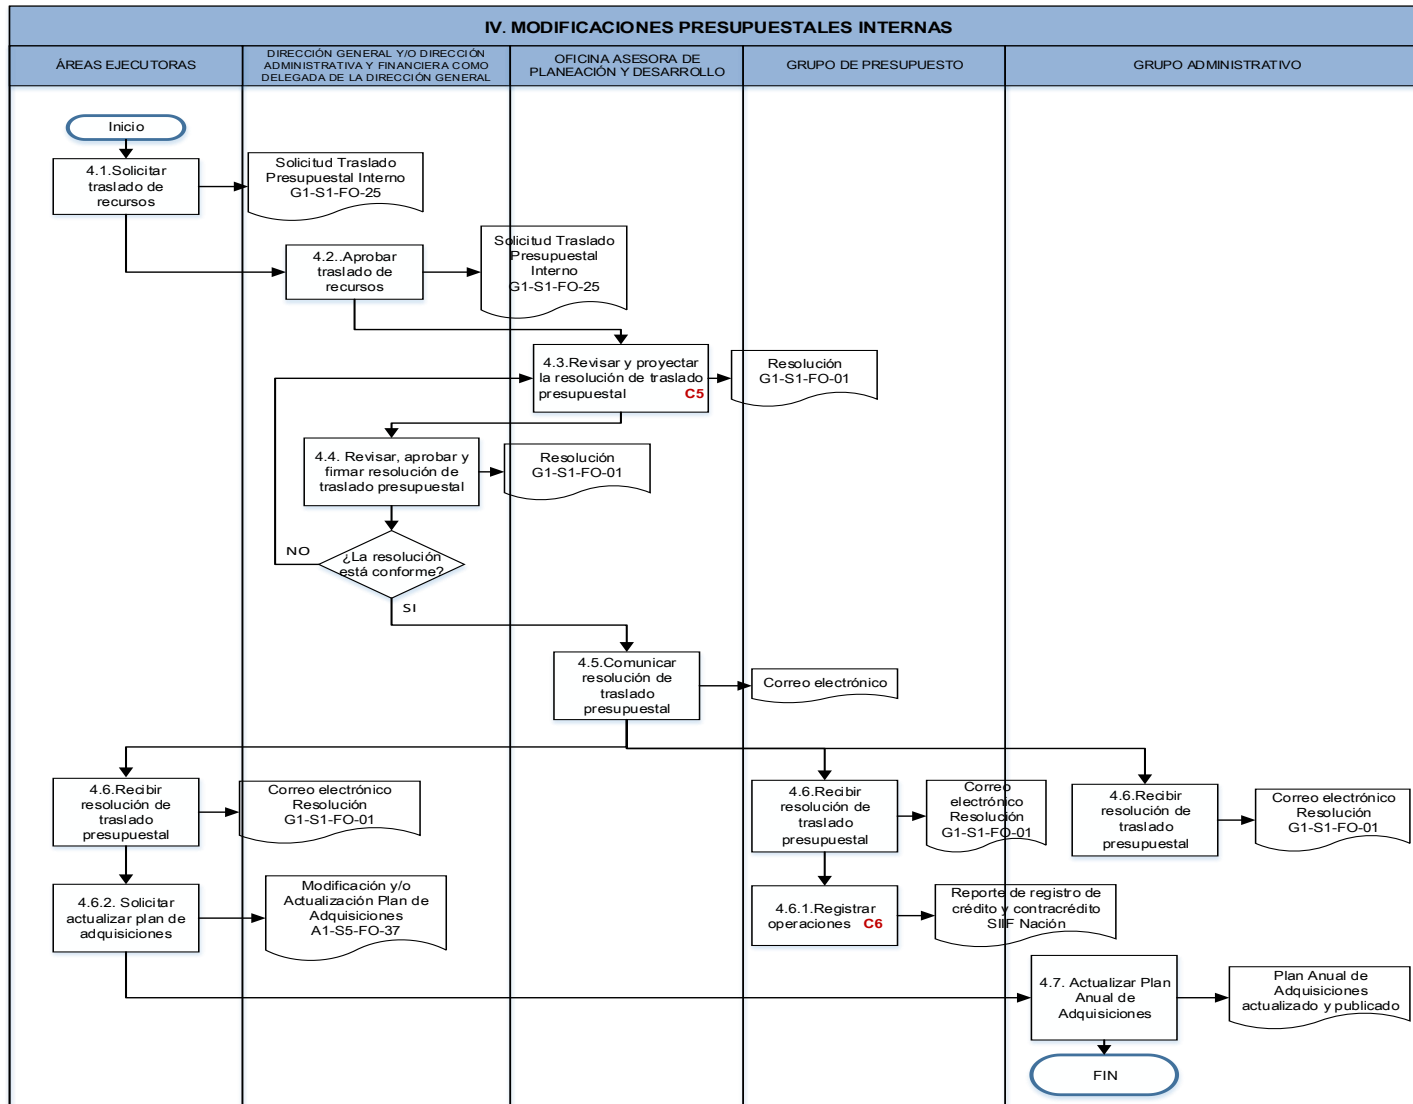 IV. MODIFICACIONES PRESUPUESTALES INTERNAS
ÁREAS EJECUTORAS
DIRECCIÓN GENERAL Y/O DIRECCIÓN
ADMINISTRATIVA Y FINANCIERA COMO
DELEGADA DE LA DIRECCIÓN GENERAL
OFICINA ASESORA DE
PLANEACIÓN Y DESARROLLO
GRUPO DE PRESUPUESTO
GRUPO ADMINISTRATIVO
Inicio
4.1.Solicitar
traslado de
recursos
Solicitud Traslado
Presupuestal Interno
G1-S1-FO-25
4.2..Aprobar
traslado de
recursos
Solicitud Traslado
Presupuestal
Interno
G1-S1-FO-25
4.3.Revisar y proyectar
la resolución de traslado
presupuestal C5
Resolución
G1-S1-FO-01
4.4. Revisar, aprobar y
firmar resolución de
traslado presupuestal
Resolución
G1-S1-FO-01
¿La resolución
está conforme?
NO
SI
4.5.Comunicar
resolución de
traslado
presupuestal
Correo electrónico
4.6.Recibir
resolución de
traslado
presupuestal
Correo electrónico
Resolución
G1-S1-FO-01
4.6.Recibir
resolución de
traslado
presupuestal
Correo
electrónico
Resolución
G1-S1-FO-01
4.6.Recibir
resolución de
traslado
presupuestal
Correo electrónico
Resolución
G1-S1-FO-01
4.6.2. Solicitar
actualizar plan de
adquisiciones
Modificación y/o
Actualización Plan de
Adquisiciones
A1-S5-FO-37
4.6.1.Registrar
operaciones C6
Reporte de registro de
crédito y contracrédito
SIIF Nación
4.7. Actualizar Plan
Anual de
Adquisiciones
Plan Anual de
Adquisiciones
actualizado y publicado
FIN